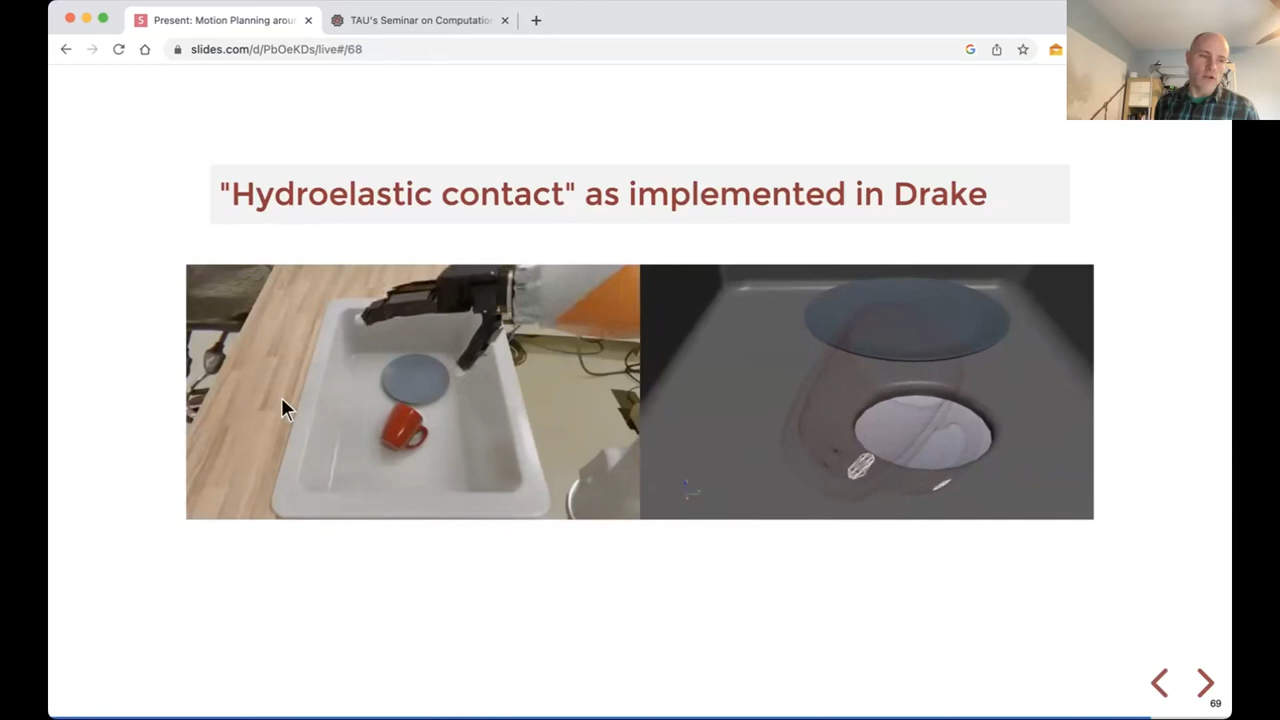 Present: Motion Planning arou
TAU's Seminar on Computatio
slides.com/d/PbOeKDs/live#/68
"Hydroelastic contact" as implemented in Drake
69